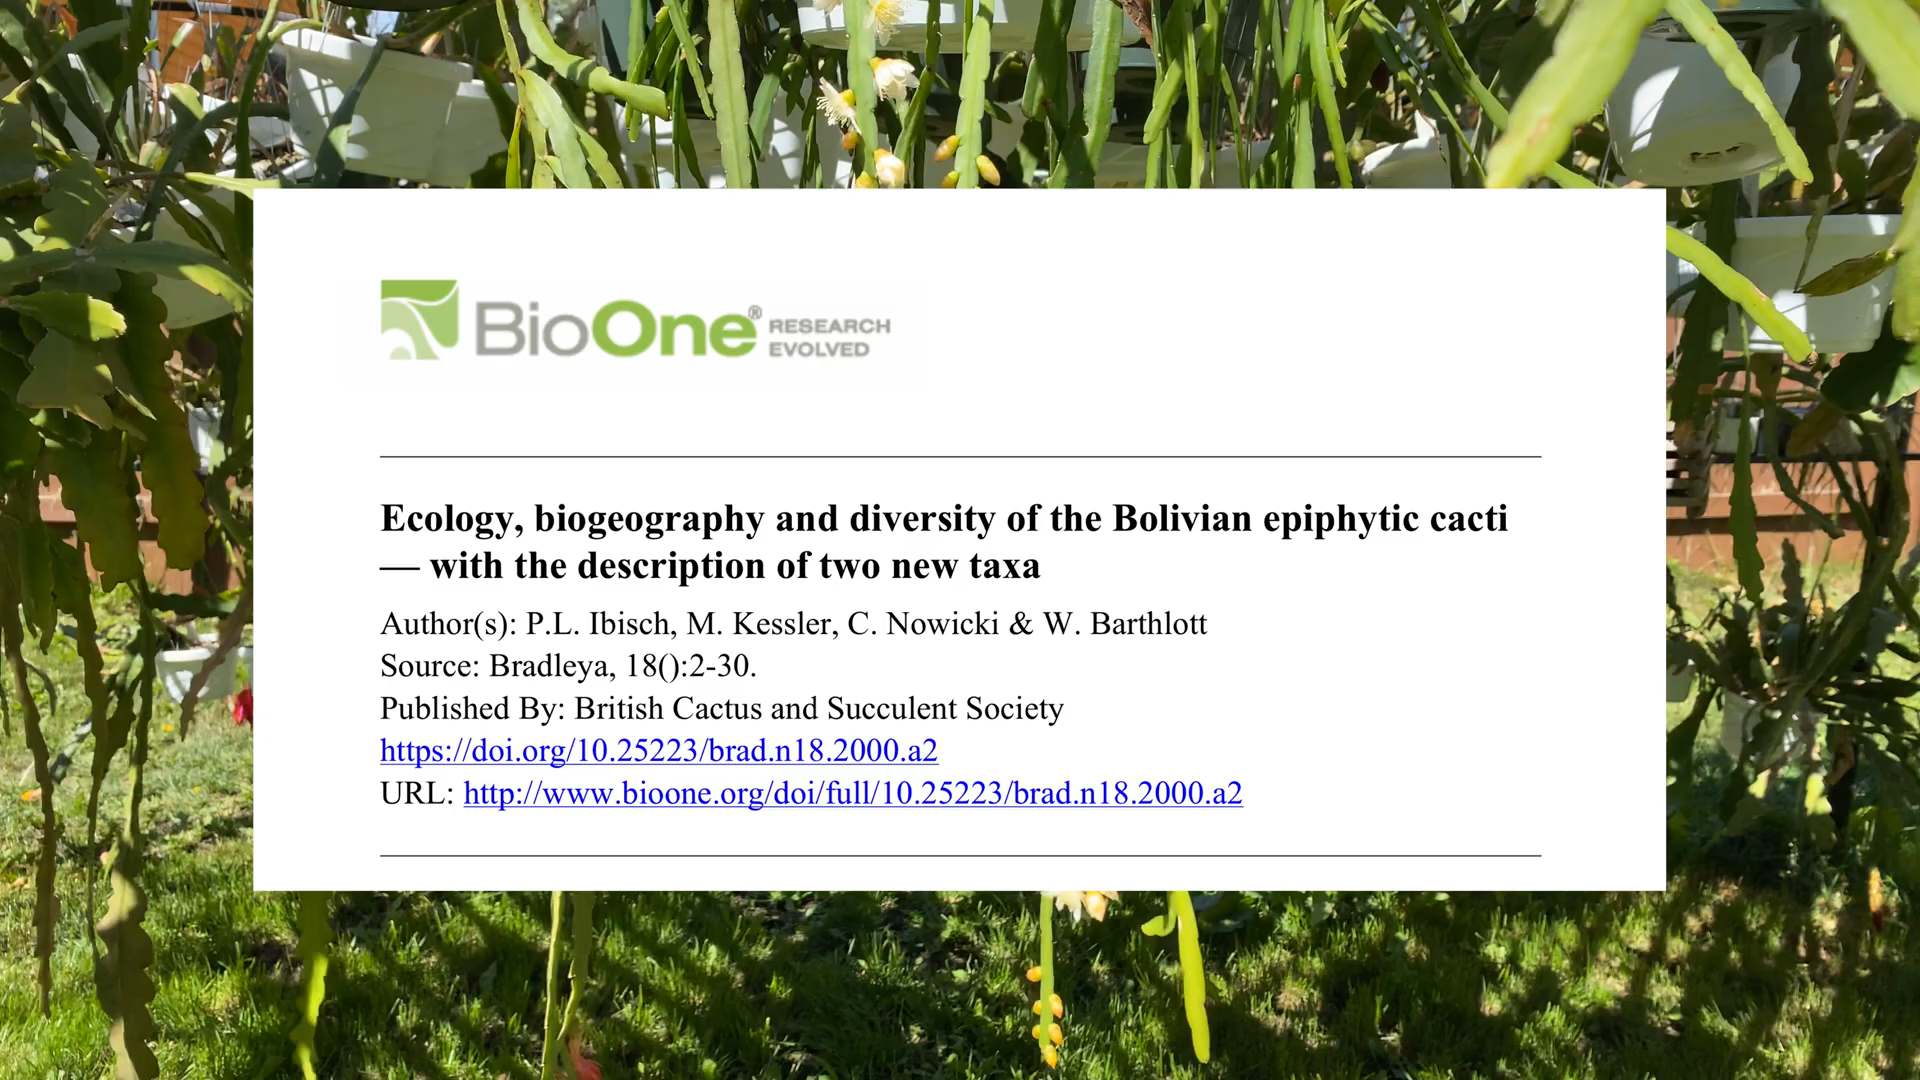 BioOne® RESEARCH
EVOLVED
Ecology, biogeography and diversity of the Bolivian epiphytic cacti
— with the description of two new taxa
Author(s): P.L. Ibisch, M. Kessler, C. Nowicki & W. Barthlott
Source: Bradleya, 18():2-30.
Published By: British Cactus and Succulent Society
https://doi.org/10.25223/brad.n18.2000.a2
URL: http://www.bioone.org/doi/full/10.25223/brad.n18.2000.a2